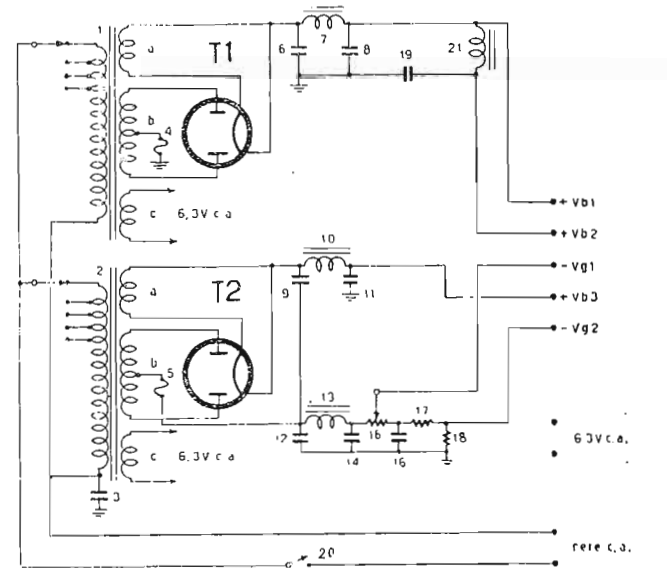 1
a
T1
6
7
8
19
21
b
4
c 6,3V c.a
+ Vb1
+ Vb2
2
a
T2
10
9
11
- Vg1
+ Vb3
- Vg2
b
5
13
12
14
16
17
16
18
c 6,3V c.a
6 3V c.a.
3
20
rete c.a.